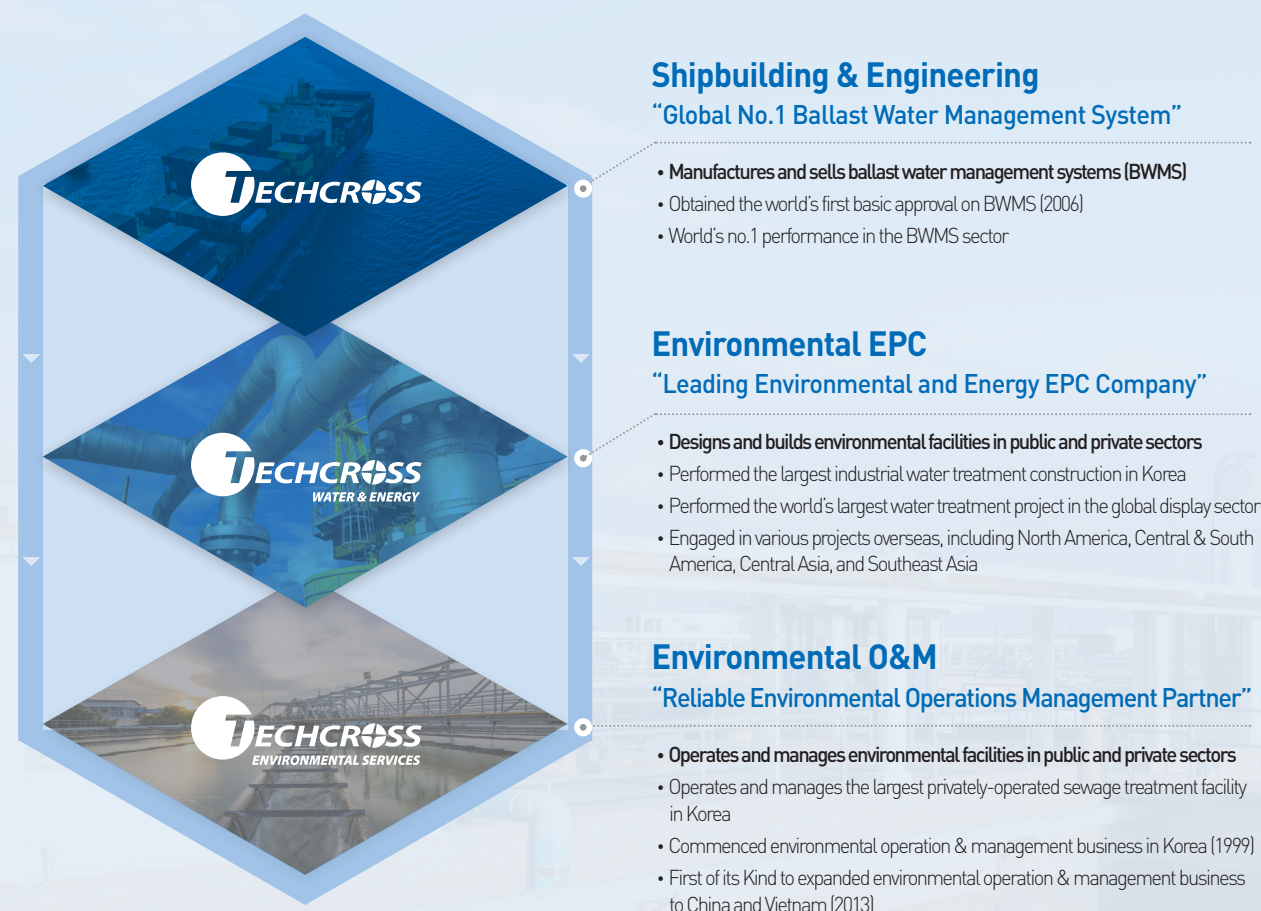 TECHCROSS
Shipbuilding & Engineering
“Global No.1 Ballast Water Management System”
• Manufactures and sells ballast water management systems (BWMS)
• Obtained the world's first basic approval on BWMS (2006)
• World's no.1 performance in the BWMS sector
TECHCROSS
WATER & ENERGY
Environmental EPC
“Leading Environmental and Energy EPC Company”
• Designs and builds environmental facilities in public and private sectors
• Performed the largest industrial water treatment construction in Korea
• Performed the world's largest water treatment project in the global display sector
• Engaged in various projects overseas, including North America, Central & South
America, Central Asia, and Southeast Asia
TECHCROSS
ENVIRONMENTAL SERVICES
Environmental O&M
“Reliable Environmental Operations Management Partner”
• Operates and manages environmental facilities in public and private sectors
• Operates and manages the largest privately-operated sewage treatment facility
in Korea
• Commenced environmental operation & management business in Korea (1999)
• First of its Kind to expanded environmental operation & management business
to China and Vietnam (2013)